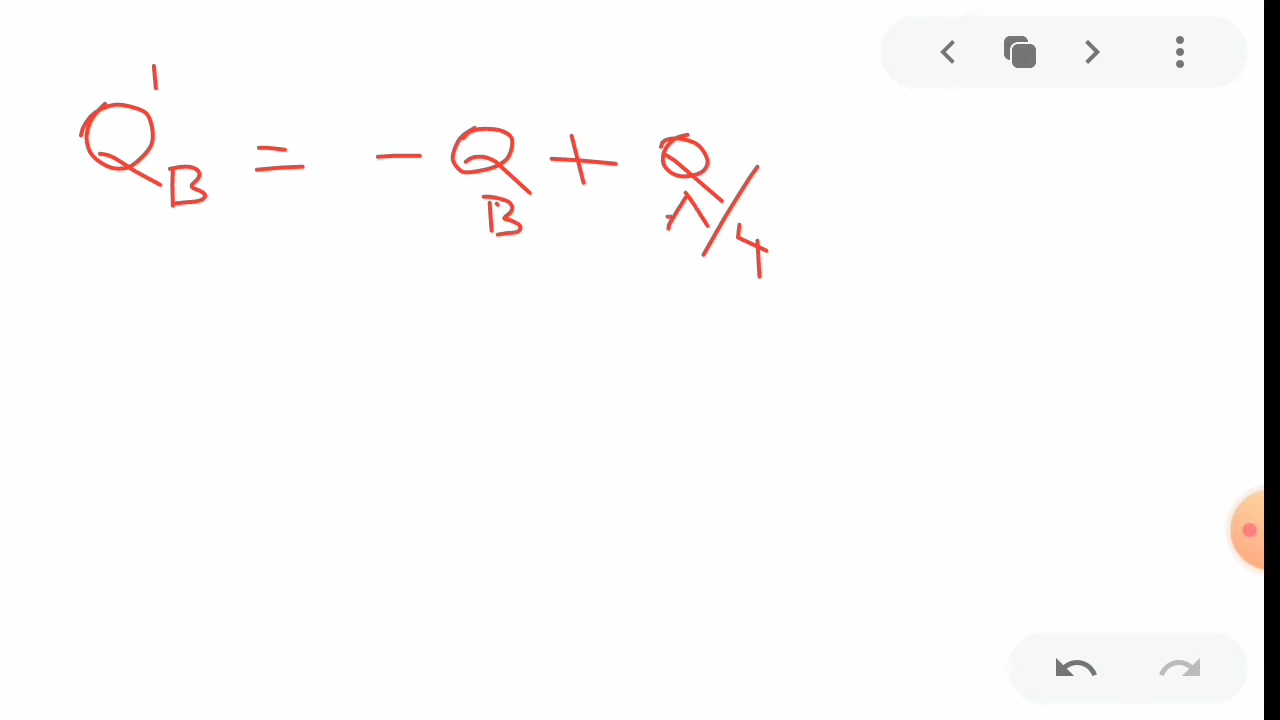 Q'B = - QB + QA/4